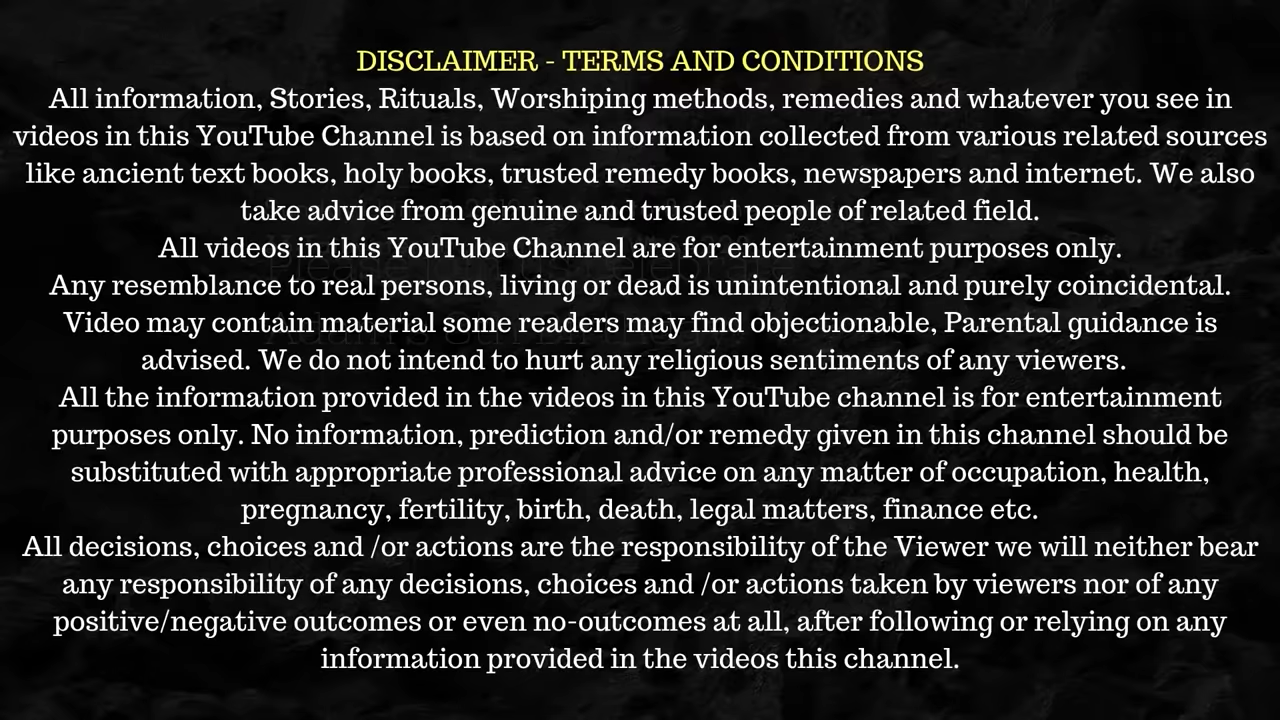 DISCLAIMER - TERMS AND CONDITIONS
All information, Stories, Rituals, Worshiping methods, remedies and whatever you see in
videos in this YouTube Channel is based on information collected from various related sources
like ancient text books, holy books, trusted remedy books, newspapers and internet. We also
take advice from genuine and trusted people of related field.
All videos in this YouTube Channel are for entertainment purposes only.
Any resemblance to real persons, living or dead is unintentional and purely coincidental.
Video may contain material some readers may find objectionable, Parental guidance is
advised. We do not intend to hurt any religious sentiments of any viewers.
All the information provided in the videos in this YouTube channel is for entertainment
purposes only. No information, prediction and/or remedy given in this channel should be
substituted with appropriate professional advice on any matter of occupation, health,
pregnancy, fertility, birth, death, legal matters, finance etc.
All decisions, choices and /or actions are the responsibility of the Viewer we will neither bear
any responsibility of any decisions, choices and /or actions taken by viewers nor of any
positive/negative outcomes or even no-outcomes at all, after following or relying on any
information provided in the videos this channel.